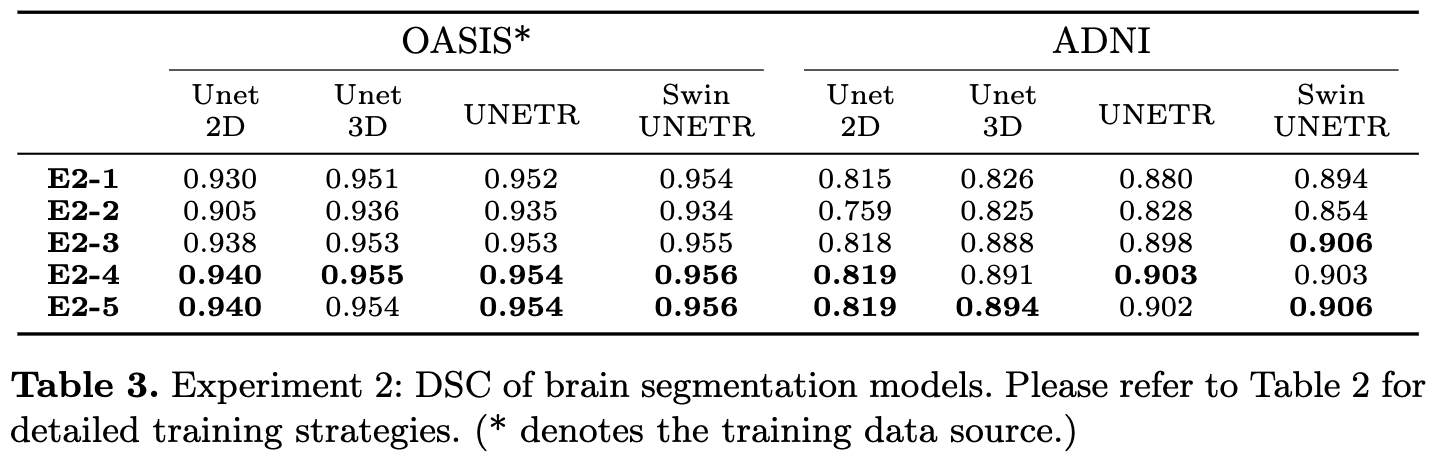 OASIS* ADNI
Unet 2D Unet 3D UNETR Swin UNETR Unet 2D Unet 3D UNETR Swin UNETR
E2-1 0.930 0.951 0.952 0.954 0.815 0.826 0.880 0.894
E2-2 0.905 0.936 0.935 0.934 0.759 0.825 0.828 0.854
E2-3 0.938 0.953 0.953 0.955 0.818 0.888 0.898 0.906
E2-4 0.940 0.955 0.954 0.956 0.819 0.891 0.903 0.903
E2-5 0.940 0.954 0.954 0.956 0.819 0.894 0.902 0.906
Table 3. Experiment 2: DSC of brain segmentation models. Please refer to Table 2 for
detailed training strategies. (* denotes the training data source.)